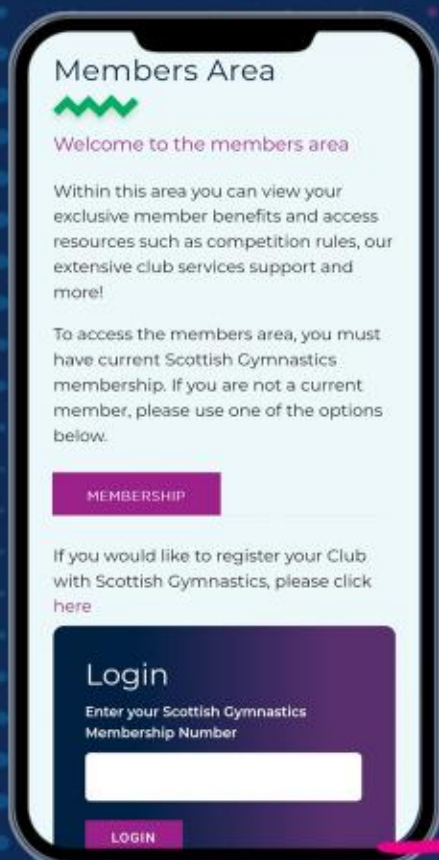 Members Area
Welcome to the members area
Within this area you can view your
exclusive member benefits and access
resources such as competition rules, our
extensive club services support and
more!
To access the members area, you must
have current Scottish Gymnastics
membership. If you are not a current
member, please use one of the options
below.
MEMBERSHIP
If you would like to register your Club
with Scottish Gymnastics, please click
here
Login
Enter your Scottish Gymnastics
Membership Number
LOGIN